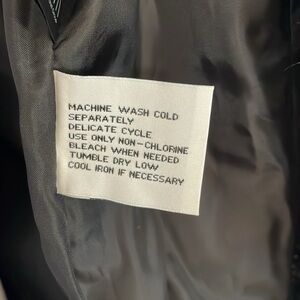 MACHINE WASH COLD
SEPARATELY
DELICATE CYCLE
USE ONLY NON-CHLORINE
BLEACH WHEN NEEDED
TUMBLE DRY LOW
COOL IRON IF NECESSARY